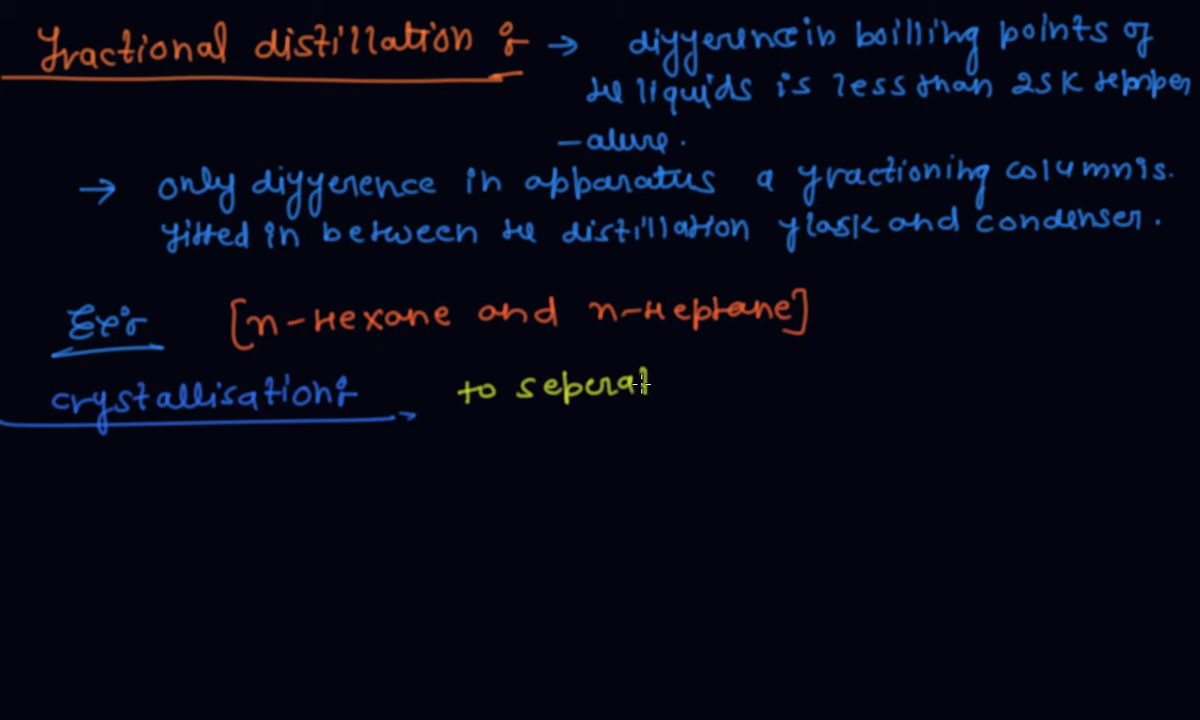 fractional distillation :- → difference in boilling points of
the liquids is less than 25K temper
-ature.
→ only difference in apparatus a fractioning column is.
fitted in between the distillation flask and condenser.
Ex:- [n-Hexane and n-Heptane]
crystallisation:- to seperat